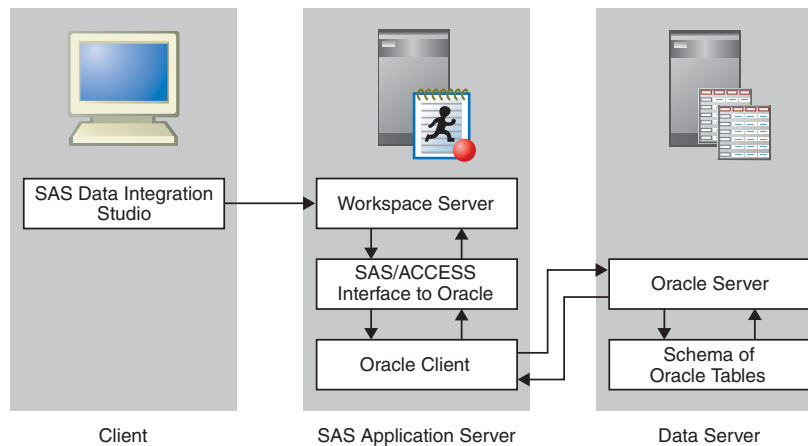 SAS Data Integration
Studio
Workspace Server
SAS/ACCESS
Interface to Oracle
Oracle Client
Oracle Server
Schema of
Oracle Tables
Client
SAS Application Server
Data Server